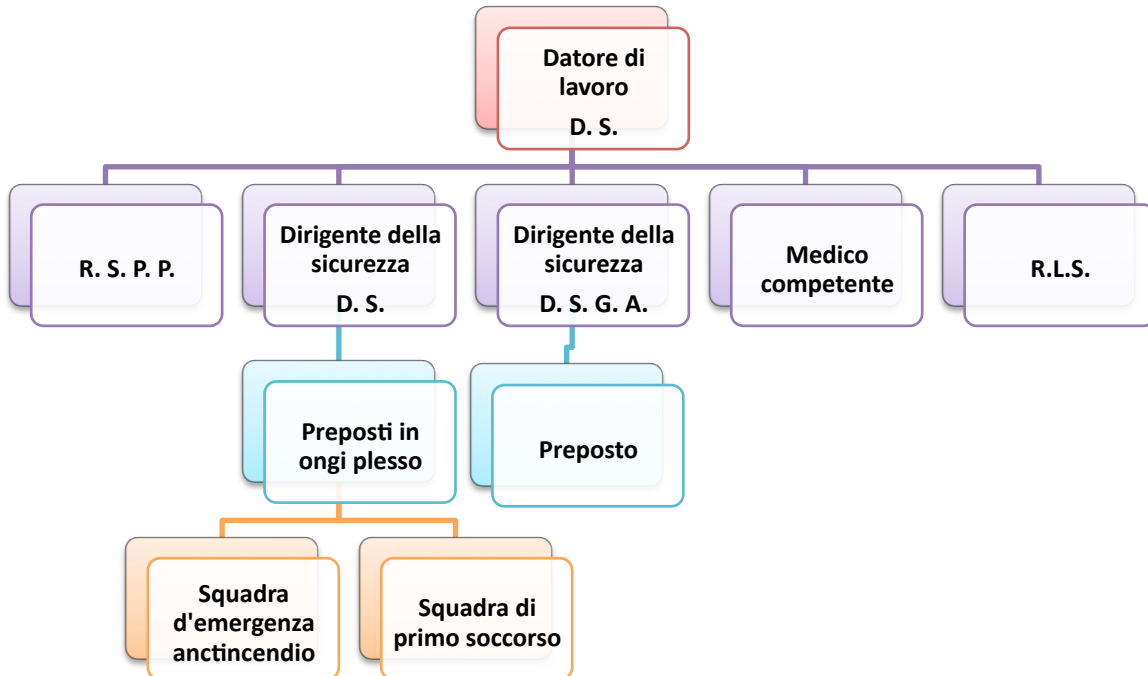 Datore di
lavoro
D. S.
R. S. P. P.
Dirigente della
sicurezza
D. S.
Dirigente della
sicurezza
D. S. G. A.
Medico
competente
R.L.S.
Preposti in
ongi plesso
Preposto
Squadra
d'emergenza
anctincendio
Squadra di
primo soccorso